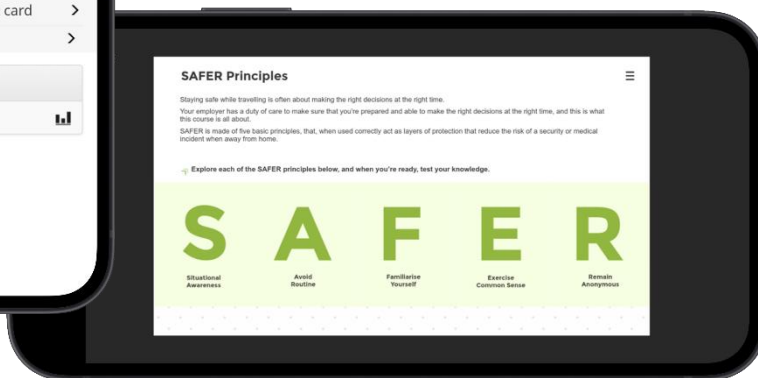 card
SAFER Principles
Staying safe while travelling is often about making the right decisions at the right time.
Your employer has a duty of care to make sure that you're prepared and able to make the right decisions at the right time, and this is what
this course is all about.
SAFER is made of five basic principles, that, when used correctly act as layers of protection that reduce the risk of a security or medical
incident when away from home.
Explore each of the SAFER principles below, and when you're ready, test your knowledge.
S A F E R
Situational Avoid Familiarise Exercise Remain
Awareness Routine Yourself Common Sense Anonymous